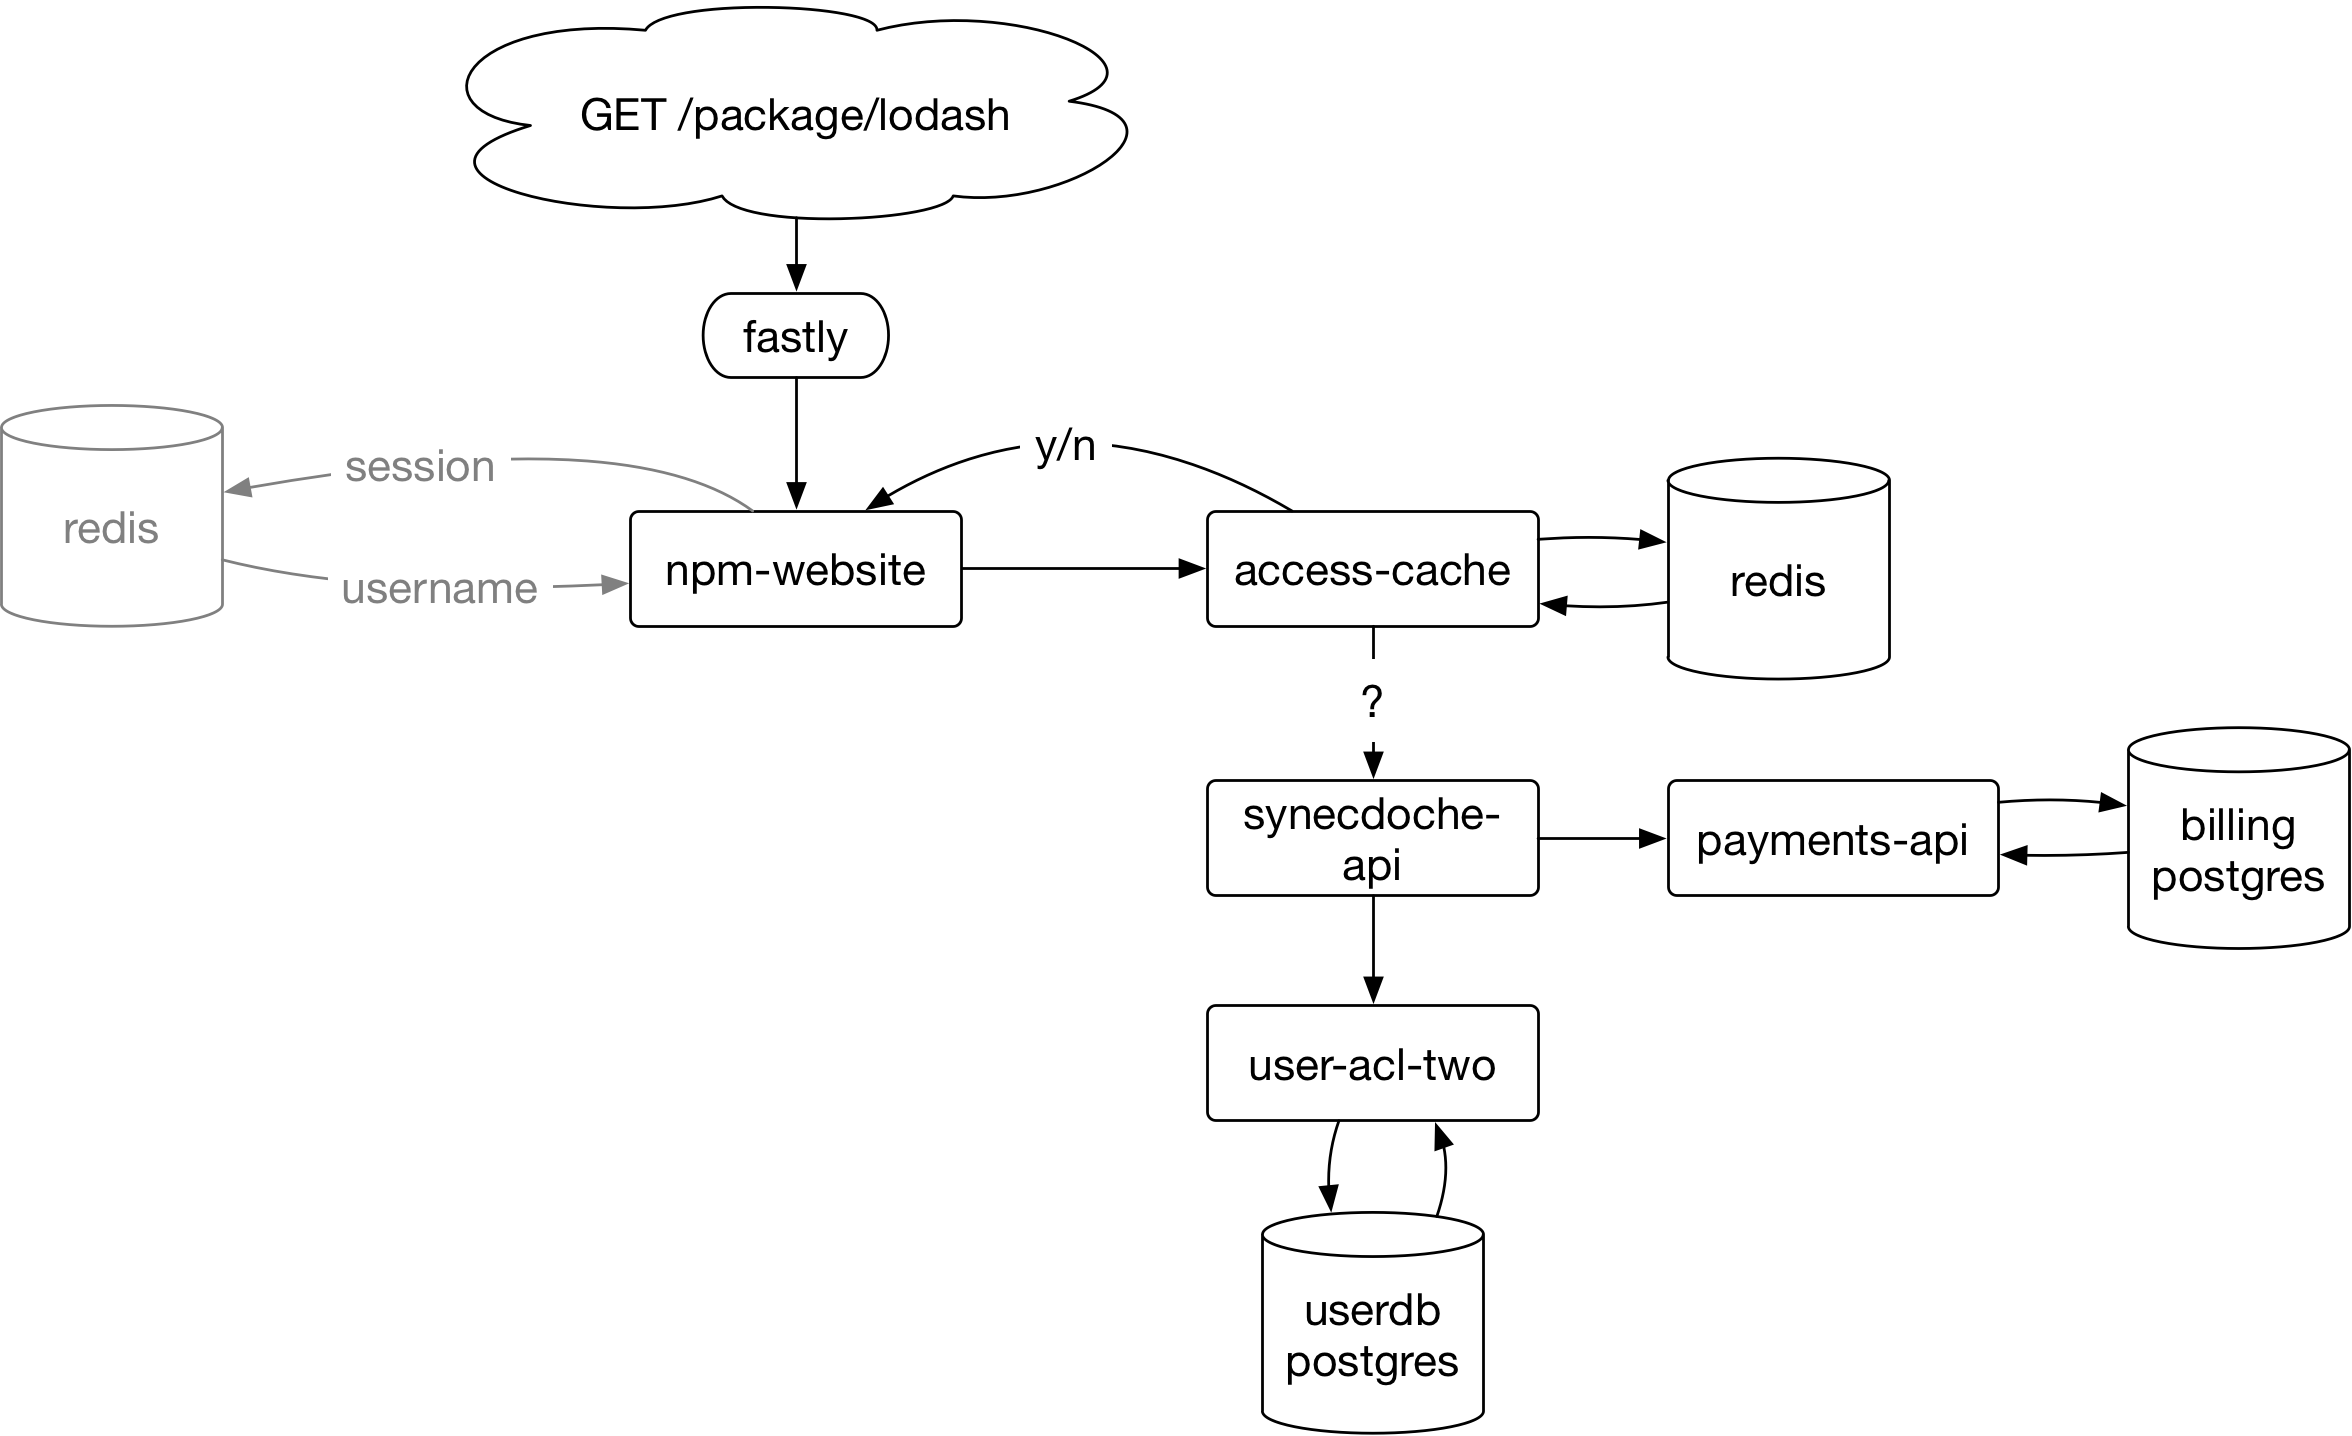 GET /package/lodash
fastly
y/n
session
redis
username
npm-website
access-cache
redis
?
synecdoche-
api
payments-api
billing
postgres
user-acl-two
userdb
postgres